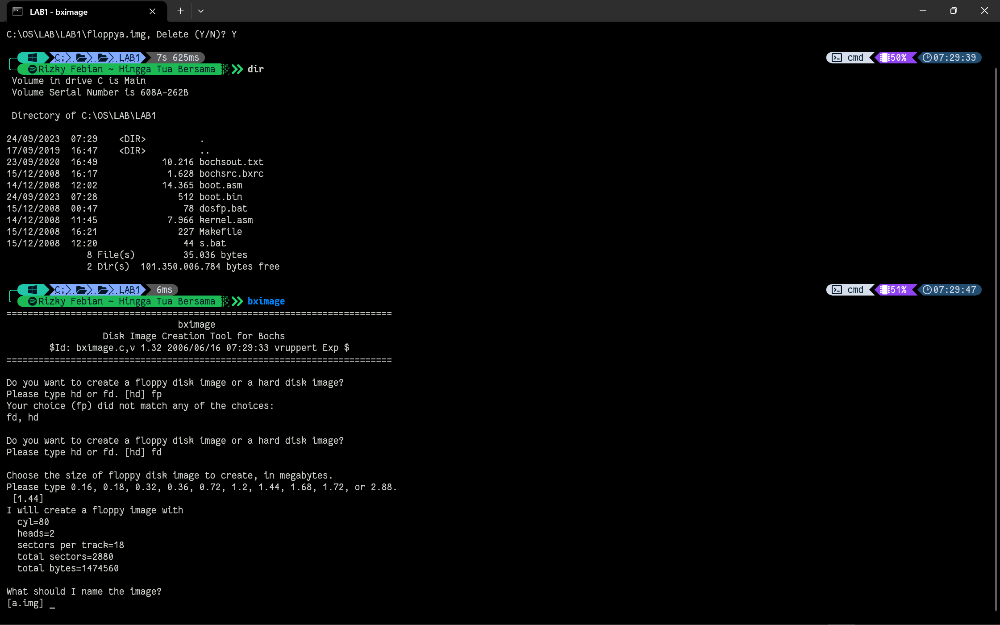 LAB1 - bximage
C:\OS\LAB\LAB1\floppya.img, Delete (Y/N)? Y
C: .. .. LAB1 7s 625ms cmd 50% 07:29:39
Rizky Febian ~ Hingga Tua Bersama dir
Volume in drive C is Main
Volume Serial Number is 608A-262B
Directory of C:\OS\LAB\LAB1
24/09/2023 07:29 <DIR> .
17/09/2019 16:47 <DIR> ..
23/09/2020 16:49 10.216 bochsout.txt
15/12/2008 16:17 1.628 bochsrc.bxrc
14/12/2008 12:02 14.365 boot.asm
24/09/2023 07:28 512 boot.bin
15/12/2008 00:47 78 dosfp.bat
14/12/2008 11:45 7.966 kernel.asm
15/12/2008 16:21 227 Makefile
15/12/2008 12:20 44 s.bat
8 File(s) 35.036 bytes
2 Dir(s) 101.350.006.784 bytes free
C: .. .. LAB1 6ms cmd 51% 07:29:47
Rizky Febian ~ Hingga Tua Bersama bximage
========================================================================
bximage
Disk Image Creation Tool for Bochs
$Id: bximage.c,v 1.32 2006/06/16 07:29:33 vruppert Exp $
========================================================================
Do you want to create a floppy disk image or a hard disk image?
Please type hd or fd. [hd] fp
Your choice (fp) did not match any of the choices:
fd, hd
Do you want to create a floppy disk image or a hard disk image?
Please type hd or fd. [hd] fd
Choose the size of floppy disk image to create, in megabytes.
Please type 0.16, 0.18, 0.32, 0.36, 0.72, 1.2, 1.44, 1.68, 1.72, or 2.88.
[1.44]
I will create a floppy image with
cyl=80
heads=2
sectors per track=18
total sectors=2880
total bytes=1474560
What should I name the image?
[a.img] _